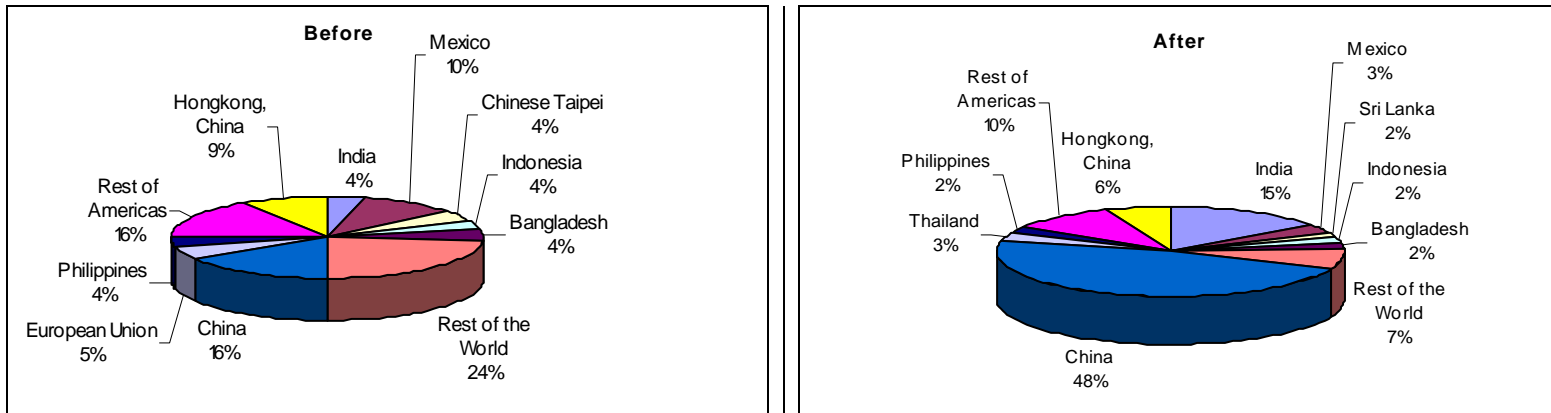 Before
Mexico
10%
Chinese Taipei
4%
Indonesia
4%
Bangladesh
4%
Rest of the
World
24%
China
16%
European Union
5%
Philippines
4%
Rest of
Americas
16%
Hongkong,
China
9%
India
4%
After
Mexico
3%
Sri Lanka
2%
Indonesia
2%
Bangladesh
2%
Rest of the
World
7%
China
48%
Thailand
3%
Philippines
2%
Rest of
Americas
10%
Hongkong,
China
6%
India
15%